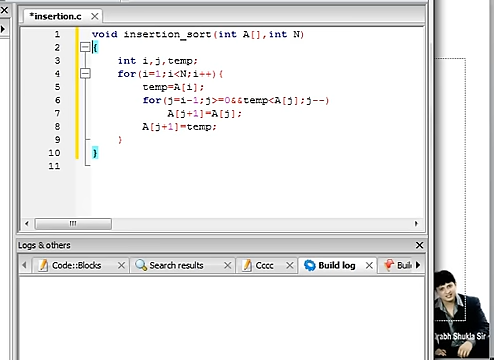 *insertion.c
1 void insertion_sort(int A[],int N)
2 {
3 int i,j,temp;
4 for(i=1;i<N;i++){
5 temp=A[i];
6 for(j=i-1;j>=0&&temp<A[j];j--)
7 A[j+1]=A[j];
8 A[j+1]=temp;
9 }
10 }
11
Logs & others
Code::Blocks Search results Cccc Build log
Shukla Sir